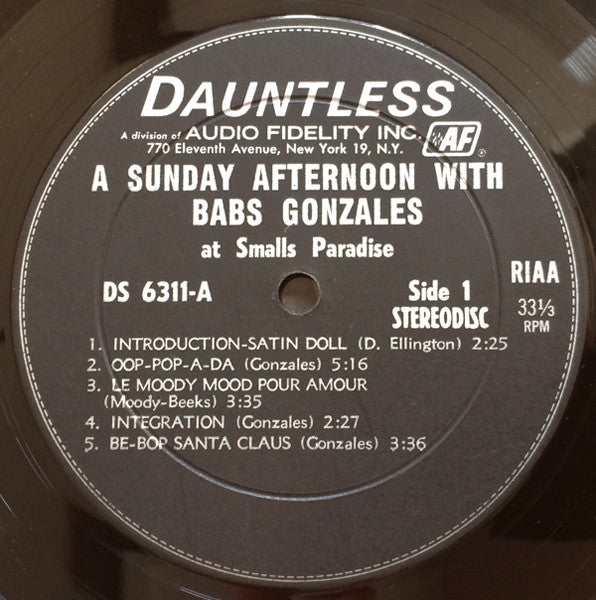 DAUNTLESS
A division of AUDIO FIDELITY INC. AF®
770 Eleventh Avenue, New York 19, N.Y.
A SUNDAY AFTERNOON WITH
BABS GONZALES
at Smalls Paradise
RIAA
DS 6311-A
Side 1
33⅓
STEREODISC
RPM
1. INTRODUCTION-SATIN DOLL (D. Ellington) 2:25
2. OOP-POP-A-DA (Gonzales) 5:16
3. LE MOODY MOOD POUR AMOUR
(Moody-Beeks) 3:35
4. INTEGRATION (Gonzales) 2:27
5. BE-BOP SANTA CLAUS (Gonzales) 3:36